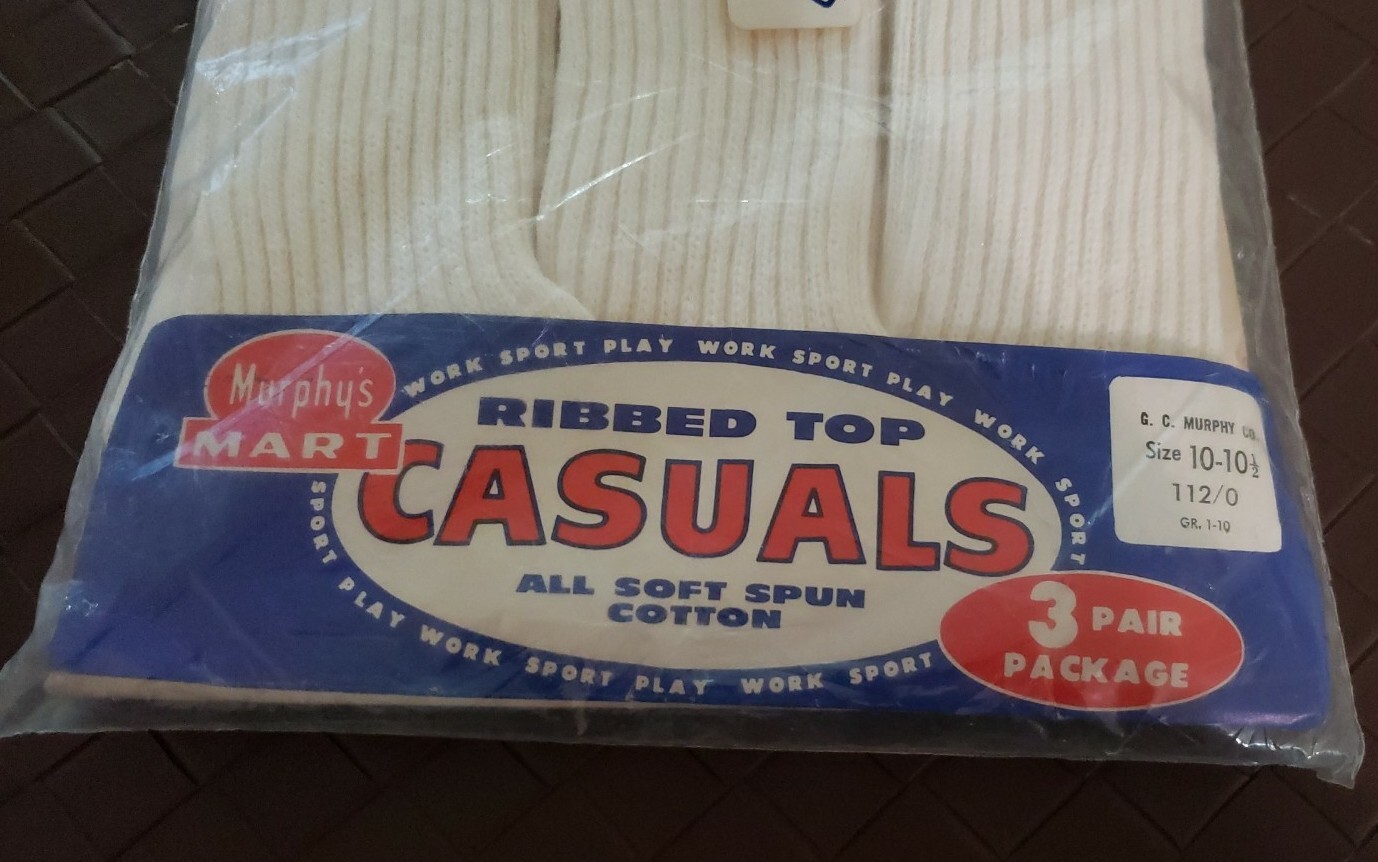 Murphy's
MART
WORK SPORT PLAY WORK SPORT PLAY WORK SPORT
RIBBED TOP
CASUALS
ALL SOFT SPUN
COTTON
SPORT PLAY WORK SPORT PLAY WORK SPORT
G. C. MURPHY CO.
Size 10-10½
112/0
GR. 1-10
3 PAIR
PACKAGE